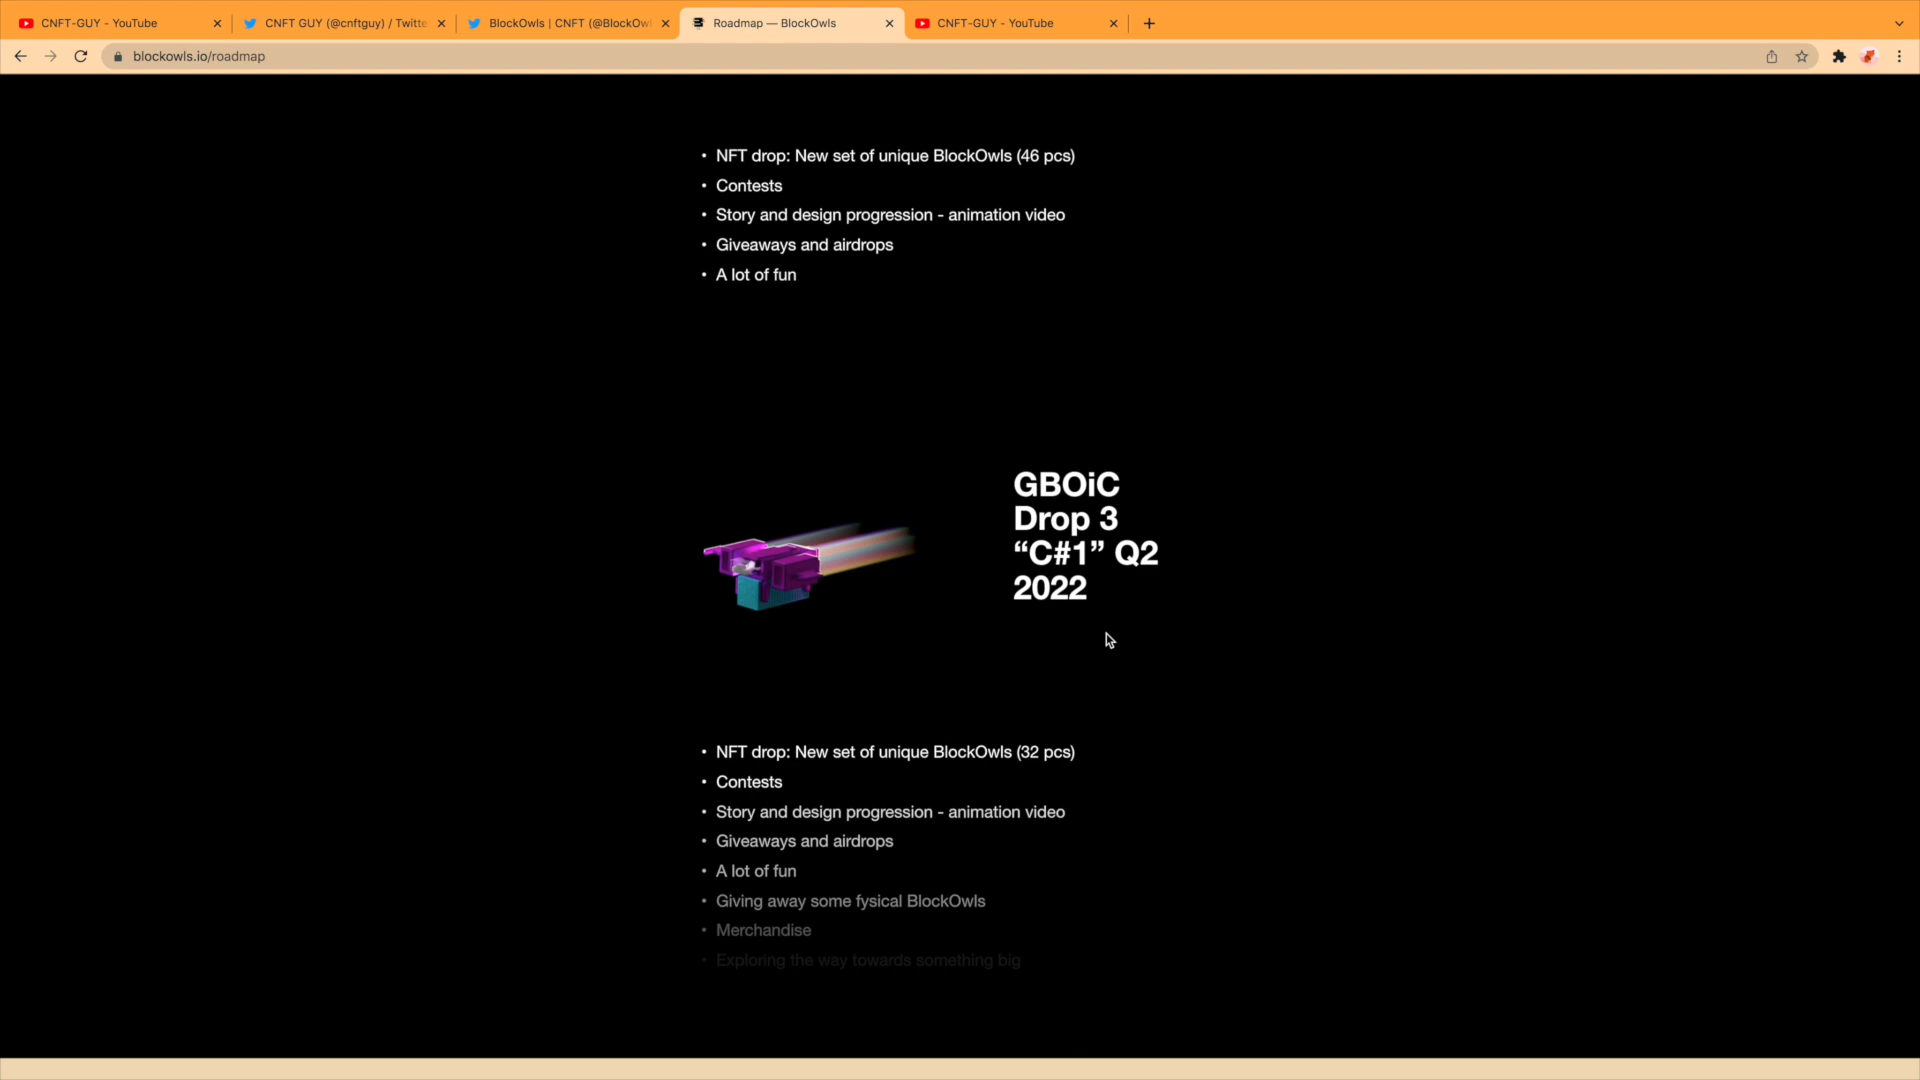 CNFT-GUY - YouTube
CNFT GUY (@cnftguy) / Twitte
BlockOwls | CNFT (@BlockOwl
Roadmap — BlockOwls
CNFT-GUY - YouTube
blockowls.io/roadmap
• NFT drop: New set of unique BlockOwls (46 pcs)
• Contests
• Story and design progression - animation video
• Giveaways and airdrops
• A lot of fun
GBOiC
Drop 3
“C#1” Q2
2022
• NFT drop: New set of unique BlockOwls (32 pcs)
• Contests
• Story and design progression - animation video
• Giveaways and airdrops
• A lot of fun
• Giving away some fysical BlockOwls
• Merchandise
• Exploring the way towards something big